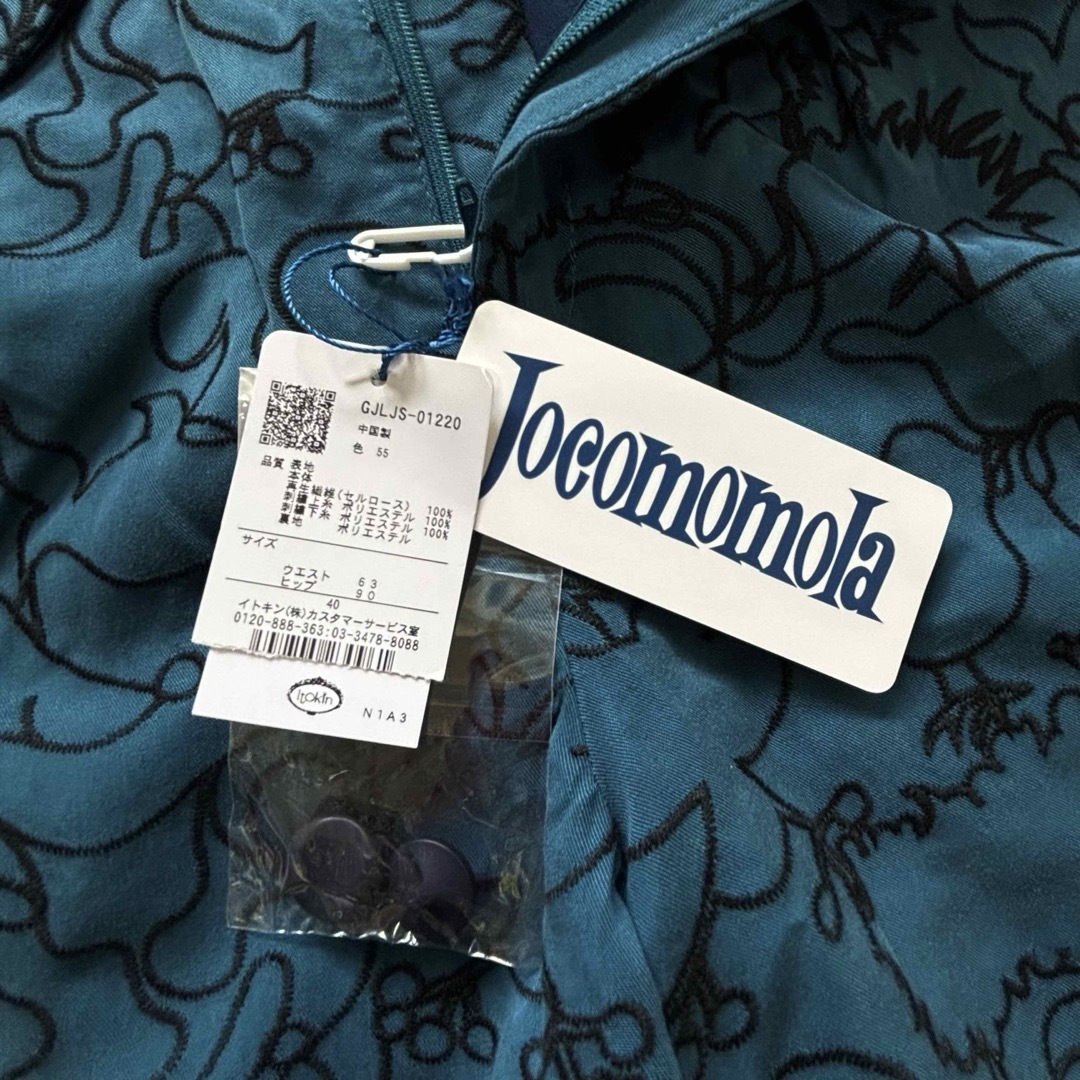 GJLJS-01220
中国製
色 55
品質 表地
本体
再生繊維(セルロース) 100%
刺繍上糸 ポリエステル 100%
刺繍下糸 ポリエステル 100%
裏地 ポリエステル
サイズ
ウエスト 63
ヒップ 90
40
イトキン(株)カスタマーサービス室
0120-888-363:03-3478-8088
Itokin
N1A3
Jocomomola